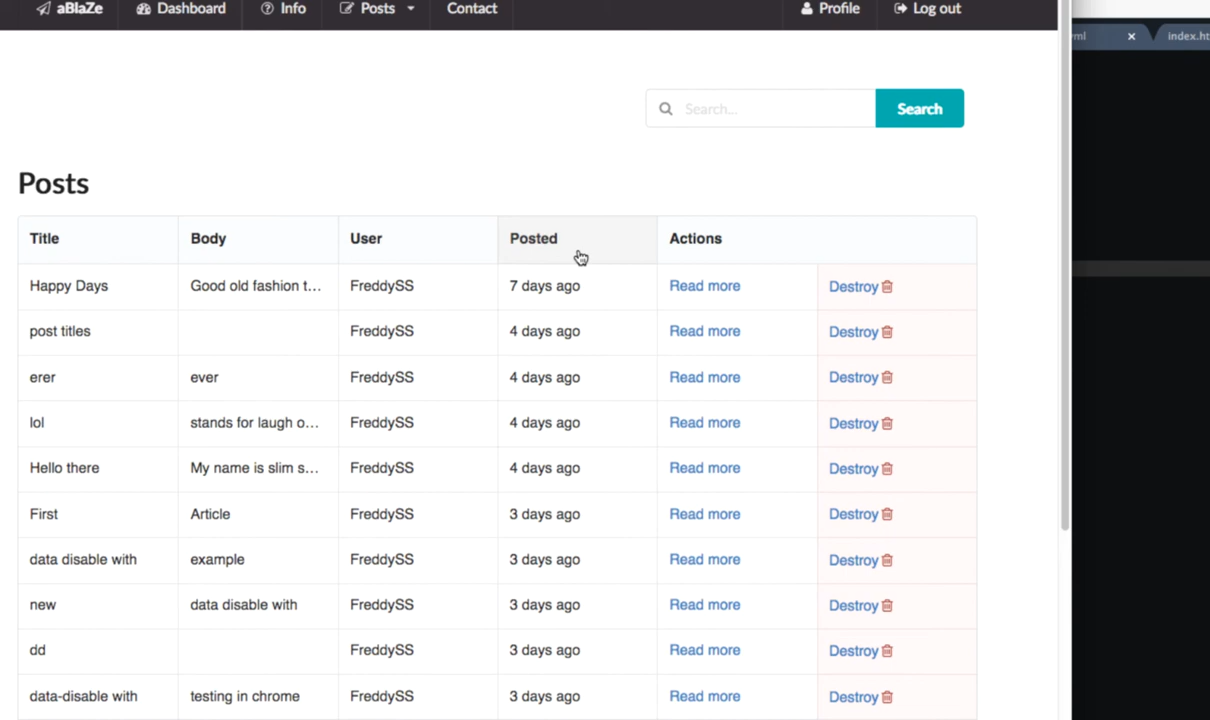 aBlaZe Dashboard Info Posts Contact Profile Log out
ml index.ht
Search... Search
Posts
Title Body User Posted Actions
Happy Days Good old fashion t... FreddySS 7 days ago Read more Destroy
post titles FreddySS 4 days ago Read more Destroy
erer ever FreddySS 4 days ago Read more Destroy
lol stands for laugh o... FreddySS 4 days ago Read more Destroy
Hello there My name is slim s... FreddySS 4 days ago Read more Destroy
First Article FreddySS 3 days ago Read more Destroy
data disable with example FreddySS 3 days ago Read more Destroy
new data disable with FreddySS 3 days ago Read more Destroy
dd FreddySS 3 days ago Read more Destroy
data-disable with testing in chrome FreddySS 3 days ago Read more Destroy